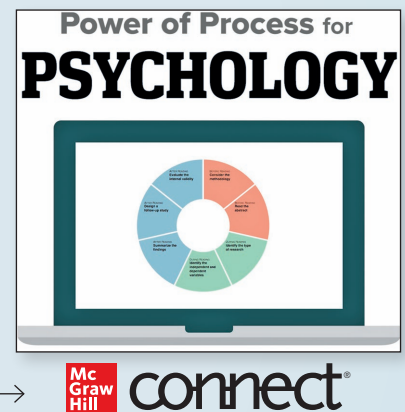 Power of Process for
PSYCHOLOGY
Evaluate the
internal validity
Consider the
methodology
Design a
follow-up study
Read the
abstract
Summarize the
findings
Identify the type
of research
Identify the
independent and
dependent
variables
→
Mc
Graw
Hill
connect®